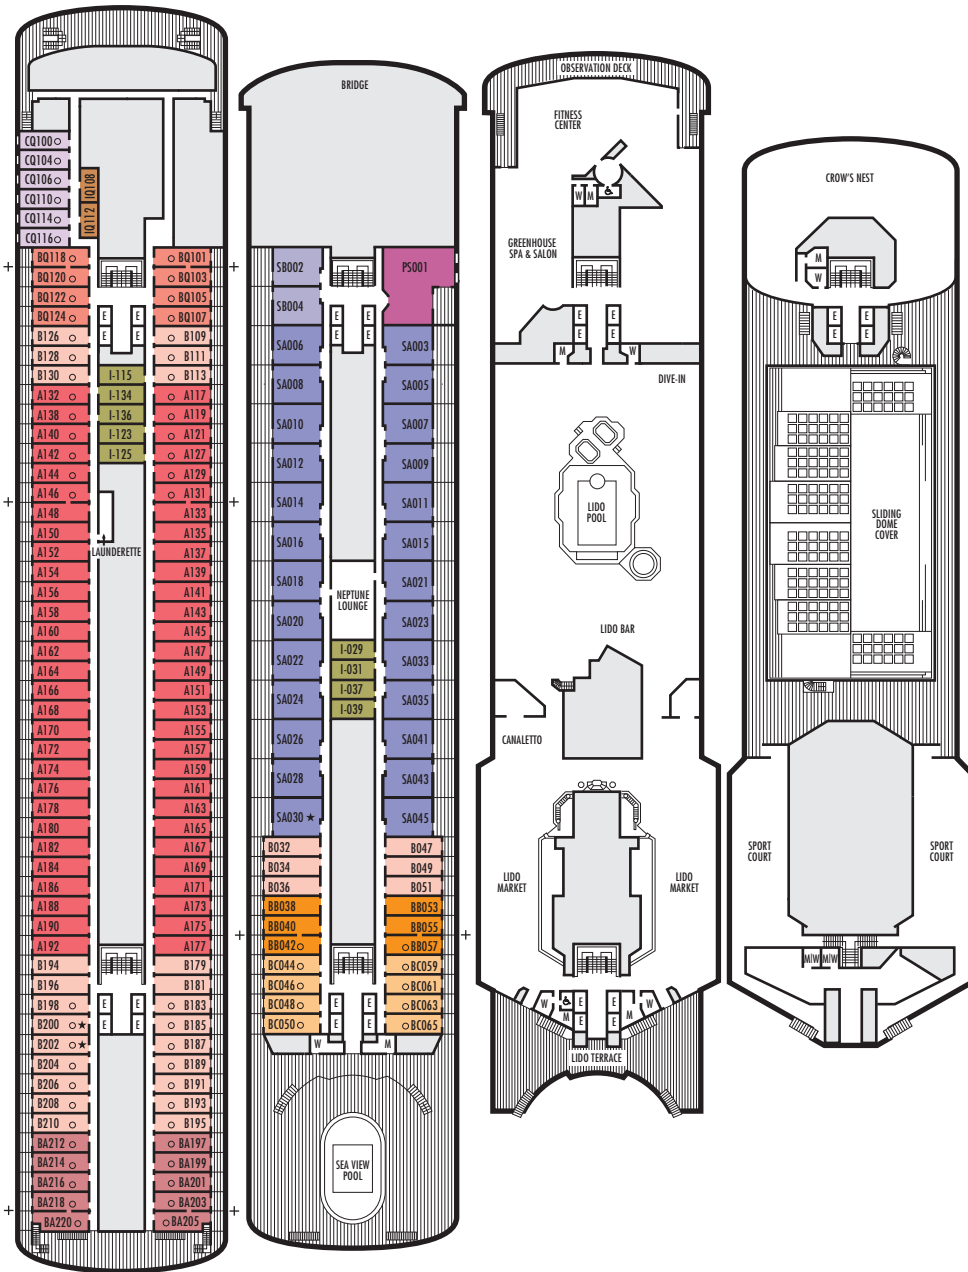 CQ100
CQ104
CQ106
CQ110
CQ114
CQ116
IQ108
IQ112
BQ118
BQ120
BQ122
BQ124
B126
B128
B130
A132
A138
A140
A142
A144
A146
A148
A150
A152
A154
A156
A158
A160
A162
A164
A166
A168
A170
A172
A174
A176
A178
A180
A182
A184
A186
A188
A190
A192
B194
B196
B198
B200 ★
B202 ★
B204
B206
B208
B210
BA212
BA214
BA216
BA218
BA220
E E
E E
I-115
I-134
I-136
I-123
I-125
LAUNDERETTE
E E
E E
BQ101
BQ103
BQ105
BQ107
B109
B111
B113
A117
A119
A121
A127
A129
A131
A133
A135
A137
A139
A141
A143
A145
A147
A149
A151
A153
A155
A157
A159
A161
A163
A165
A167
A169
A171
A173
A175
A177
B179
B181
B183
B185
B187
B189
B191
B193
B195
BA197
BA199
BA201
BA203
BA205
BRIDGE
SB002
SB004
SA006
SA008
SA010
SA012
SA014
SA016
SA018
SA020
SA022
SA024
SA026
SA028
SA030 ★
B032
B034
B036
BB038
BB040
BB042
BC044
BC046
BC048
BC050
E E
E E
NEPTUNE
LOUNGE
I-029
I-031
I-037
I-039
E E
E E
W M
PS001
SA003
SA005
SA007
SA009
SA011
SA015
SA021
SA023
SA033
SA035
SA041
SA043
SA045
B047
B049
B051
BB053
BB055
BB057
BC059
BC061
BC063
BC065
SEA VIEW
POOL
OBSERVATION DECK
FITNESS
CENTER
W M
GREENHOUSE
SPA & SALON
E E
E E
M W
DIVE-IN
LIDO
POOL
LIDO BAR
CANALETTO
LIDO
MARKET
LIDO
MARKET
W M E E M W
E E
LIDO TERRACE
CROW'S NEST
M
W
E E
E E
SLIDING
DOME
COVER
SPORT
COURT
SPORT
COURT
M/W M/W